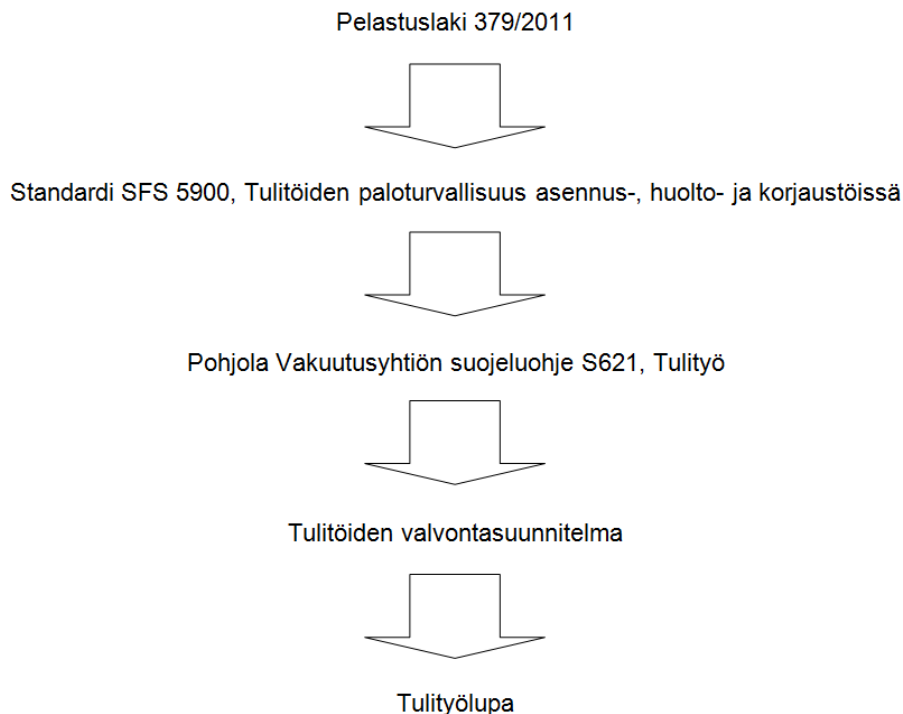 Pelastuslaki 379/2011
Standardi SFS 5900, Tulitöiden paloturvallisuus asennus-, huolto- ja korjaustöissä
Pohjola Vakuutusyhtiön suojeluohje S621, Tulityö
Tulitöiden valvontasuunnitelma
Tulityölupa